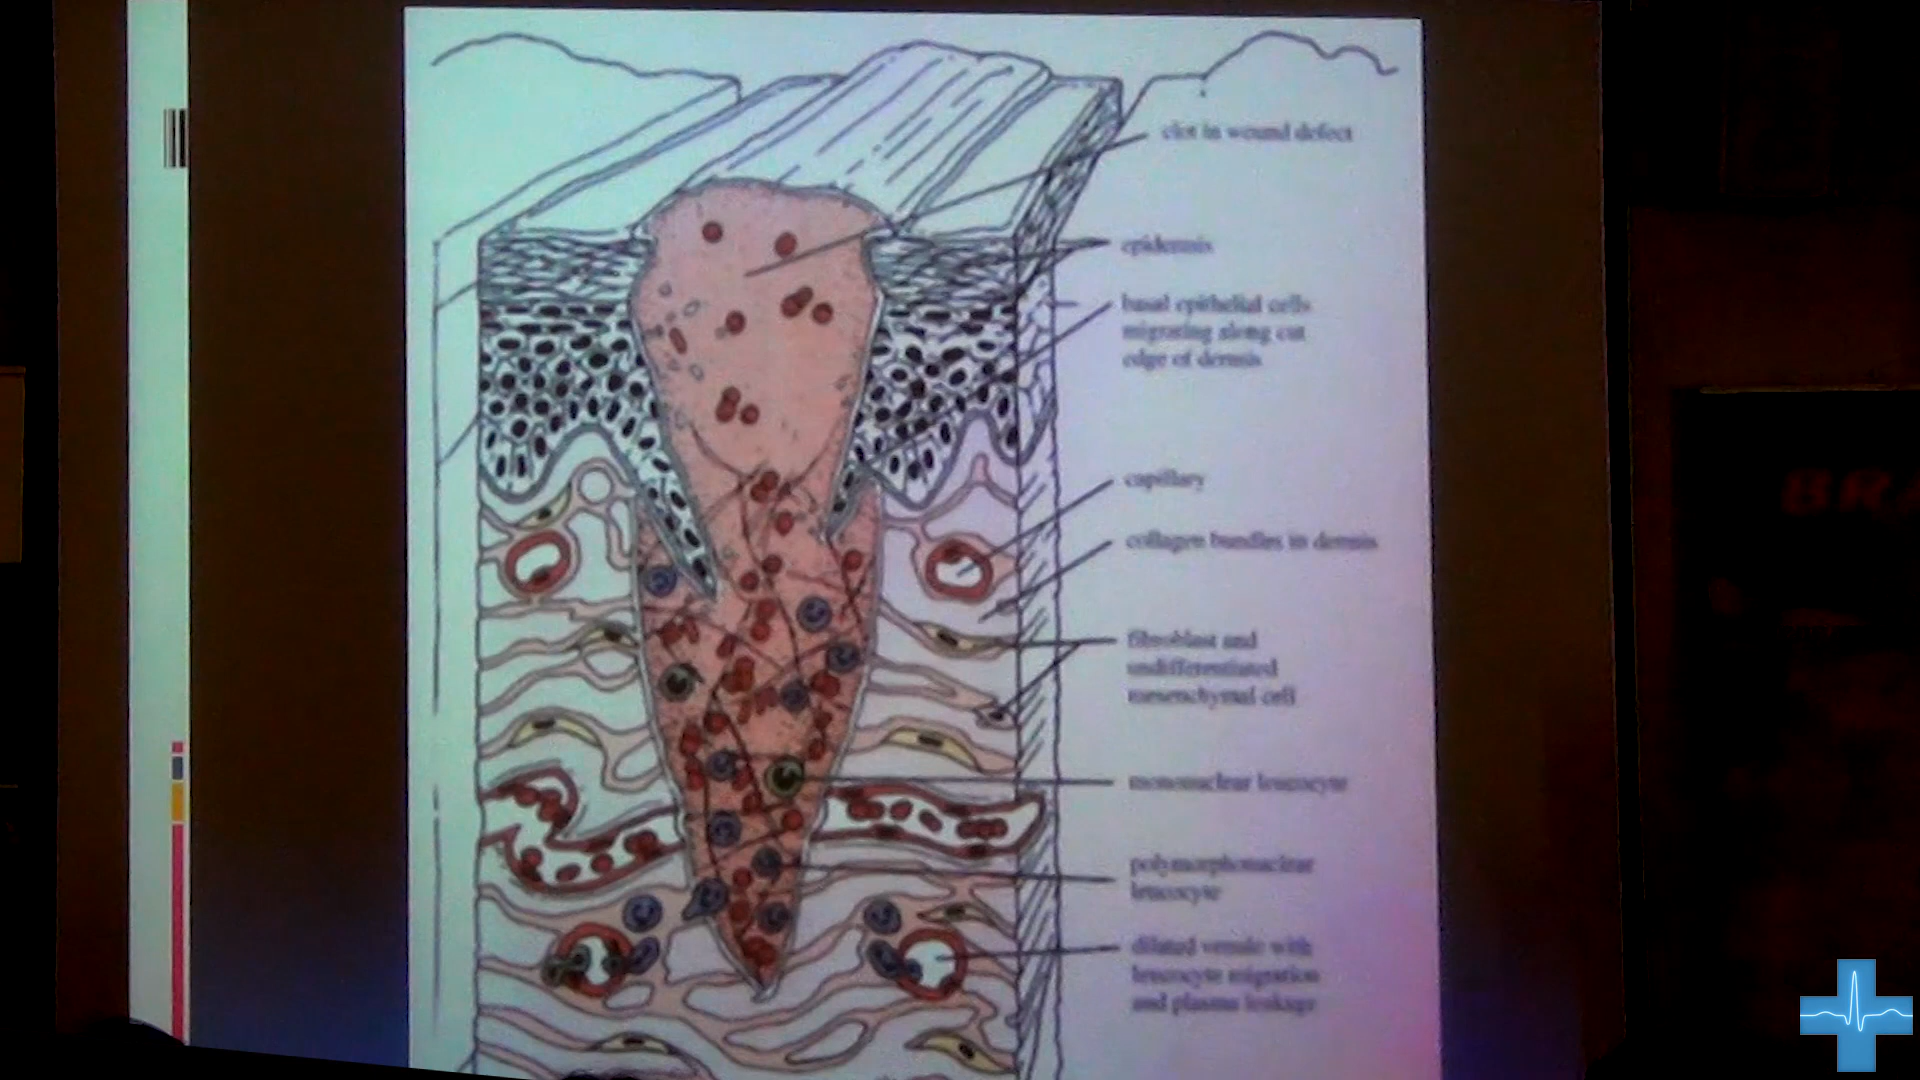 clot in wound defect
epidermis
basal epithelial cells
migrating along cut
edge of dermis
capillary
collagen bundles in dermis
fibroblast and
undifferentiated
mesenchymal cell
mononuclear leucocyte
polymorphonuclear
leucocyte
dilated venule with
leucocyte migration
and plasma leakage
BRA